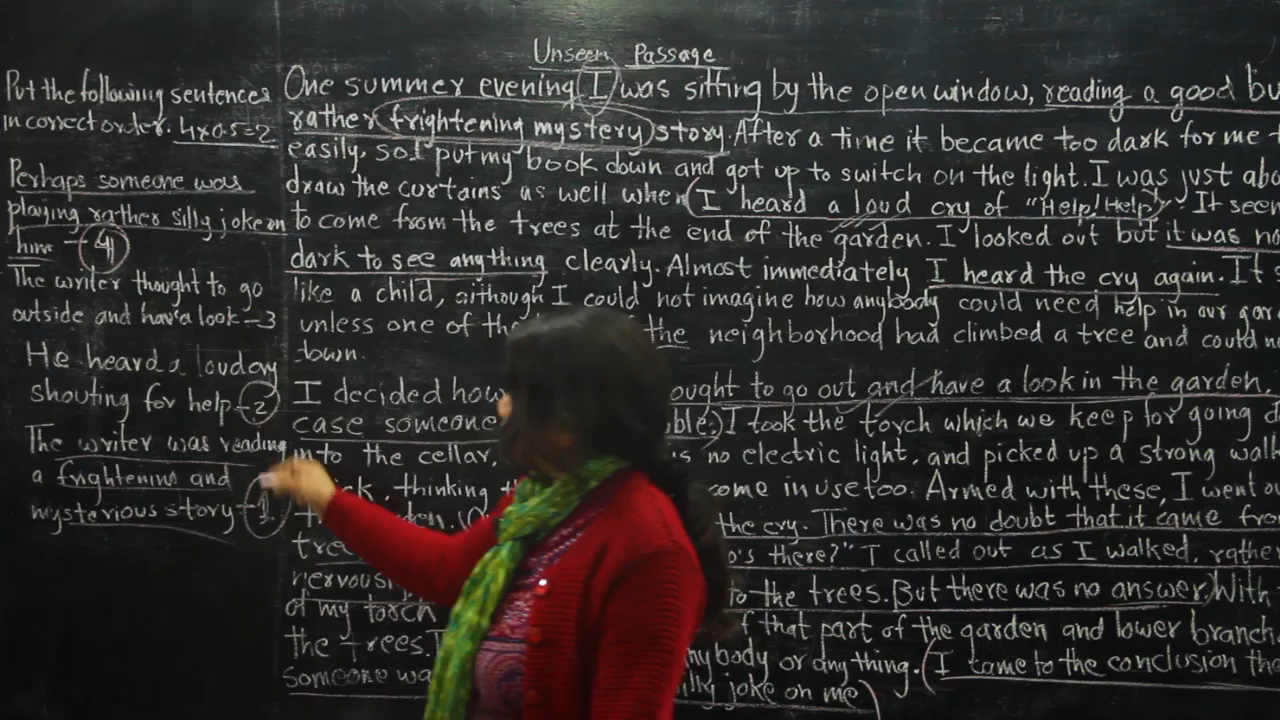 Unseen Passage
Put the following sentences
in correct order. 4x0.5=2
Perhaps someone was
playing rather silly joke on
him - 4
The writer thought to go
outside and have a look - 3
He heard a loud cry
shouting for help - 2
The writer was reading
a frightening and
mysterious story - 1.
One summer evening I was sitting by the open window, reading a good bu
rather frightening mystery story. After a time it became too dark for me
easily, so I put my book down and got up to switch on the light. I was just abo
draw the curtains as well when I heard a loud cry of "Help! Help!" It seem
to come from the trees at the end of the garden. I looked out but it was no
dark to see anything clearly. Almost immediately I heard the cry again. It
like a child, although I could not imagine how anybody could need help in our gar
unless one of the the neighborhood had climbed a tree and could no
down.
I decided how ought to go out and have a look in the garden,
case someone ble.) I took the torch which we keep for going d
into the cellar, is no electric light, and picked up a strong walk
ick, thinking come in use too. Armed with these, I went ou
the cry. There was no doubt that it came fro
tree o's there?" I called out as I walked, rather
nervous to the trees. But there was no answer) With
of my torch f that part of the garden and lower branch
the trees. nybody or anything. (I came to the conclusion tha
someone wa illy joke on me)